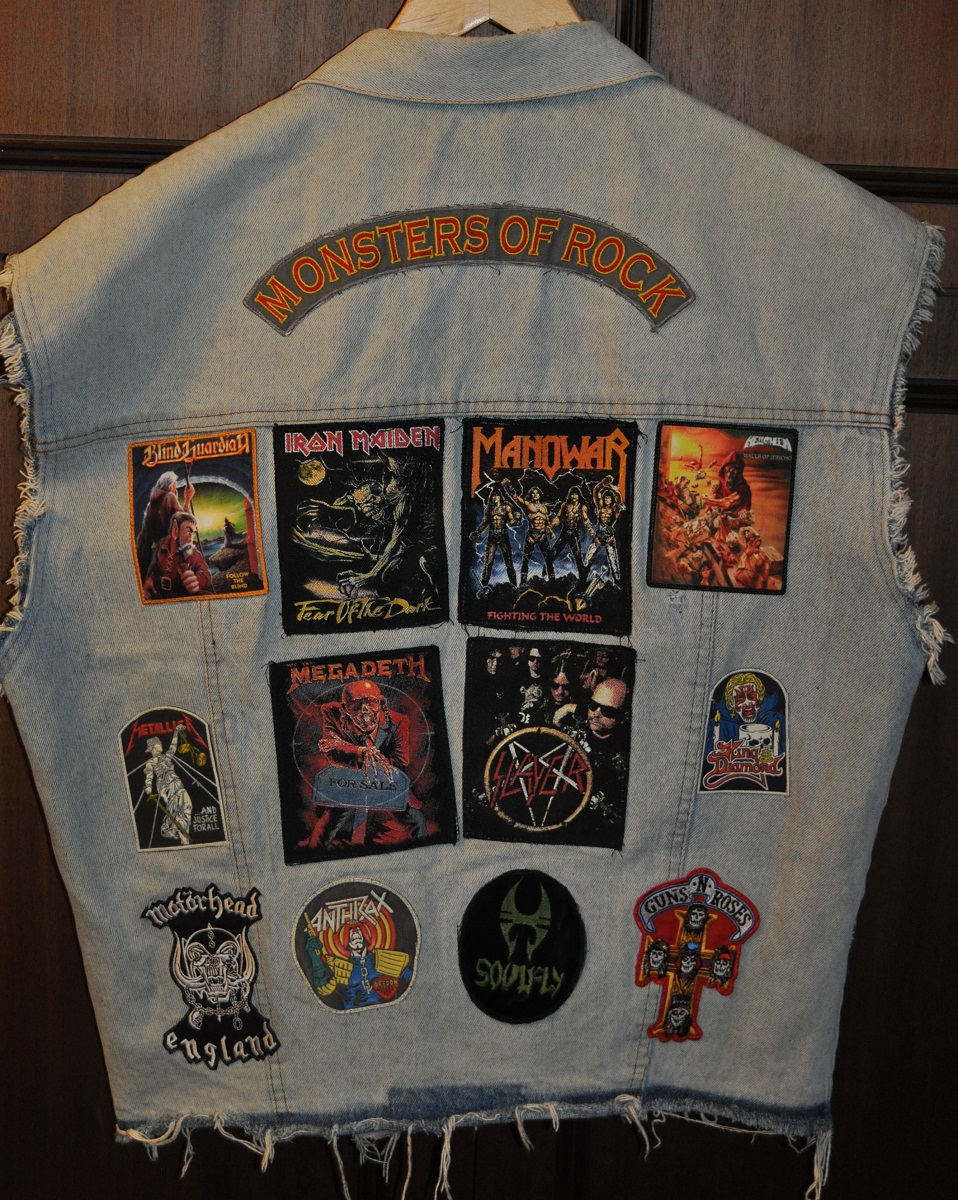 MONSTERS OF ROCK
Blind Guardian
FOLLOW
THE
BLIND
IRON MAIDEN
Fear Of The Dark
MANOWAR
FIGHTING THE WORLD
HELLOWEEN
WALLS OF JERICHO
METALLICA
...AND
JUSTICE
FOR ALL
MEGADETH
FOR SALE
SLAYER
King
Diamond
motörhead
england
ANTHRAX
SOULFLY
GUNS N ROSES